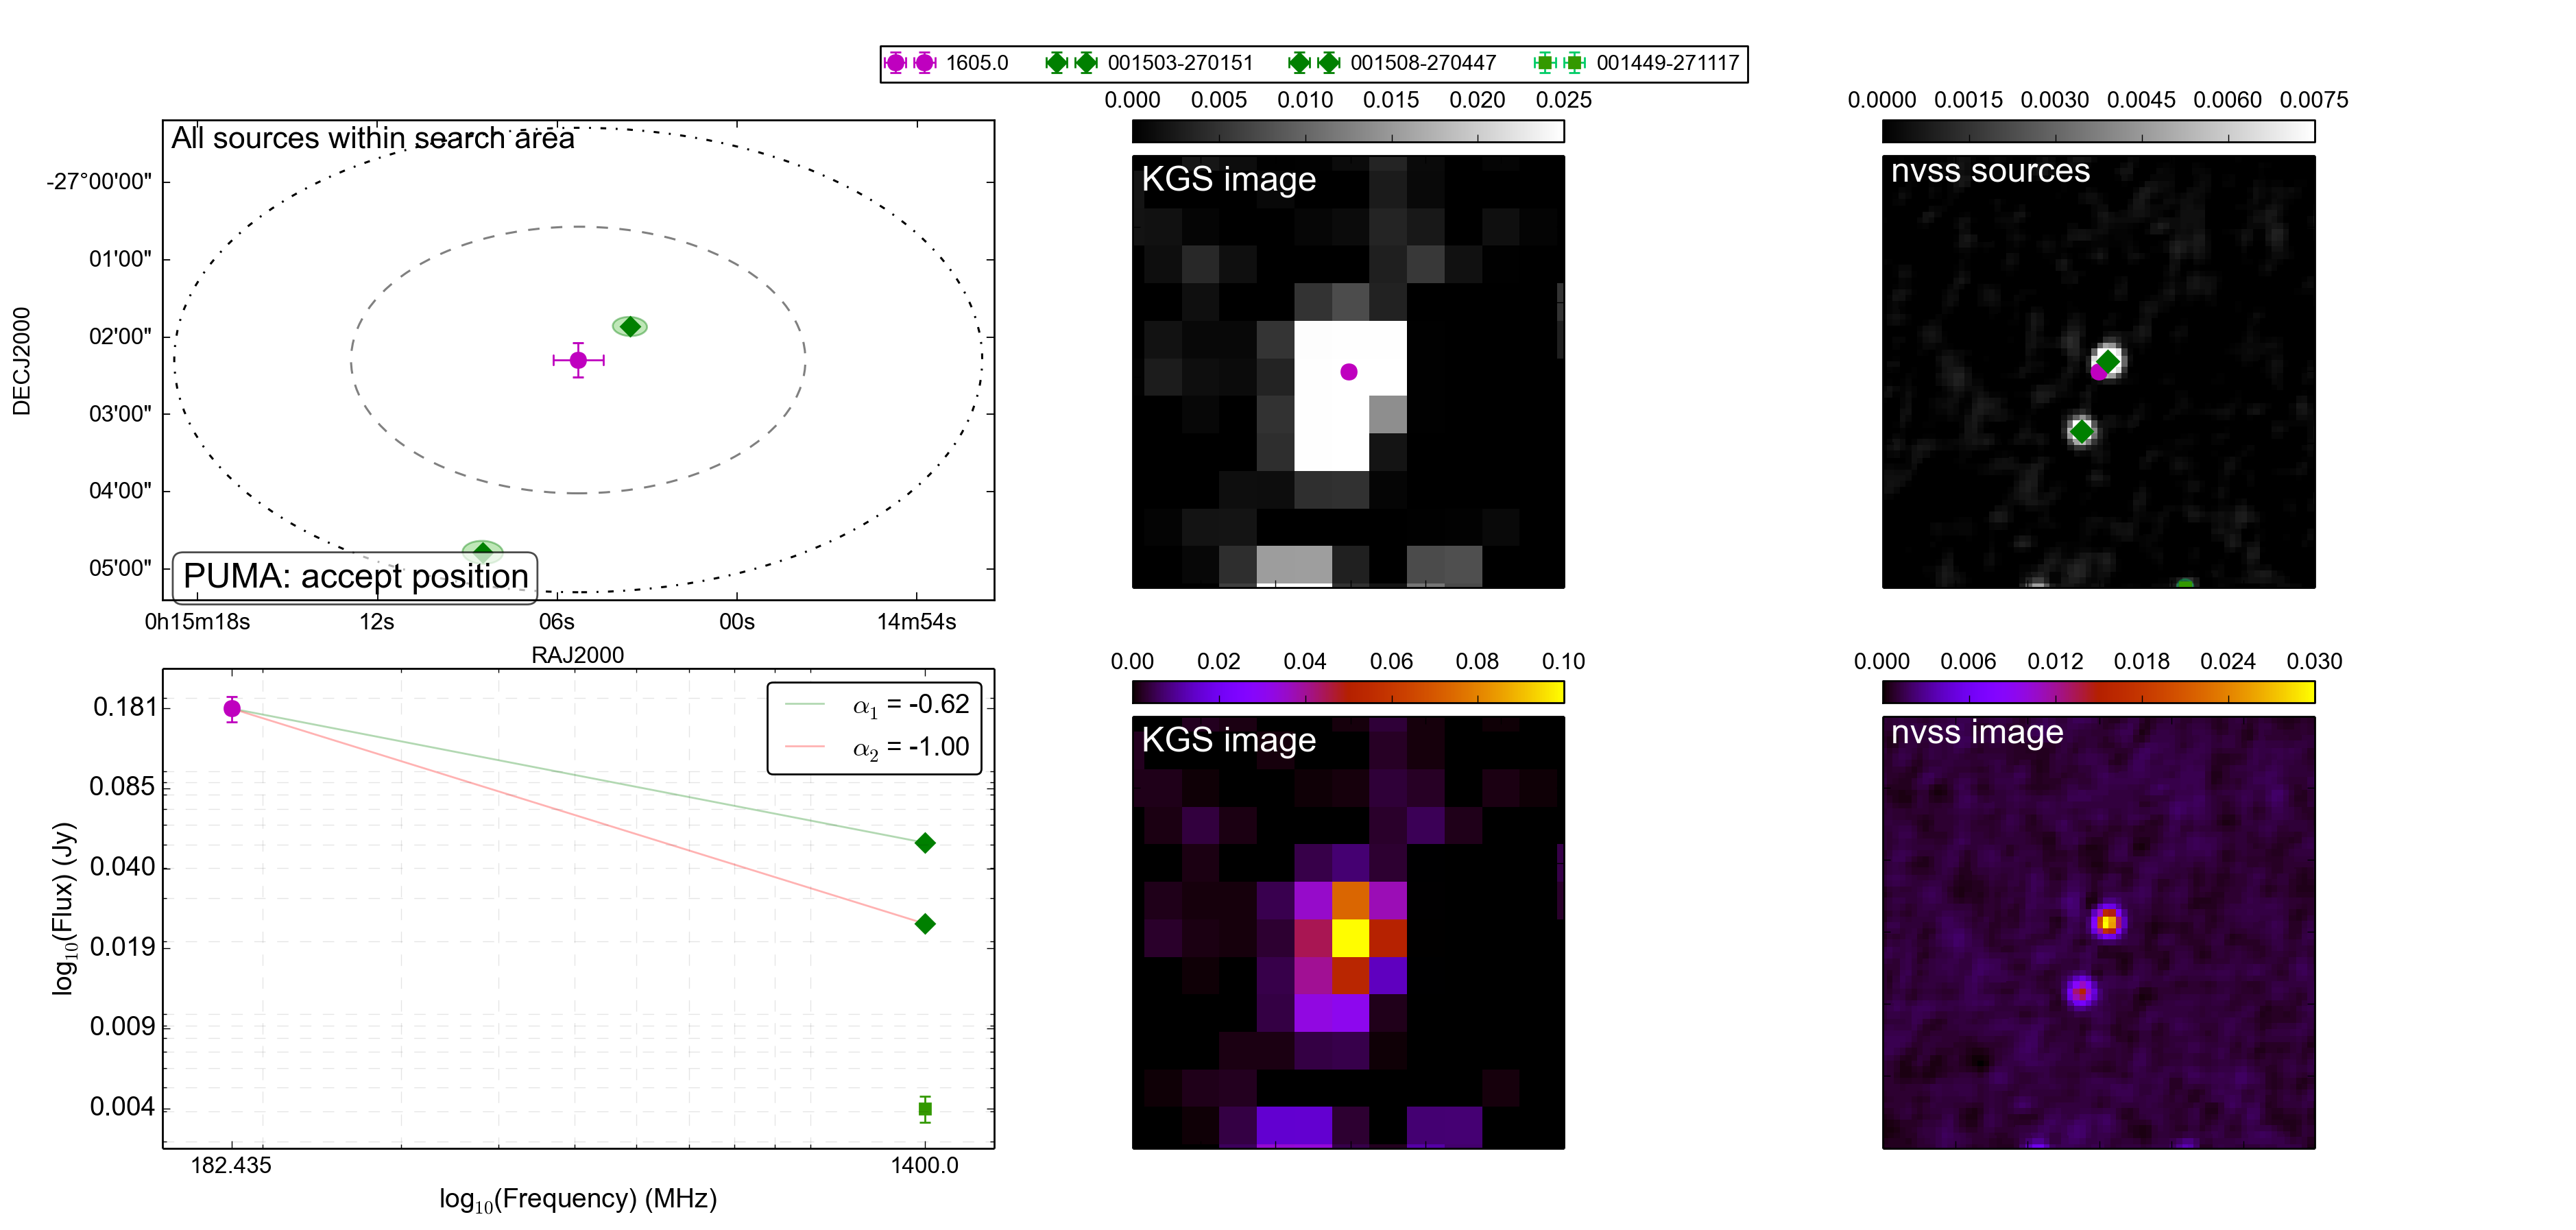 1605.0 001503-270151 001508-270447 001449-271117
0.000 0.005 0.010 0.015 0.020 0.025
0.0000 0.0015 0.0030 0.0045 0.0060 0.0075
All sources within search area
KGS image
nvss sources
-27°00'00"
01'00"
02'00"
03'00"
04'00"
05'00"
DECJ2000
PUMA: accept position
0h15m18s 12s 06s 00s 14m54s
RAJ2000
0.00 0.02 0.04 0.06 0.08 0.10
0.000 0.006 0.012 0.018 0.024 0.030
KGS image
nvss image
α1 = -0.62
α2 = -1.00
0.181
0.085
0.040
0.019
0.009
0.004
log10(Flux) (Jy)
182.435 1400.0
log10(Frequency) (MHz)